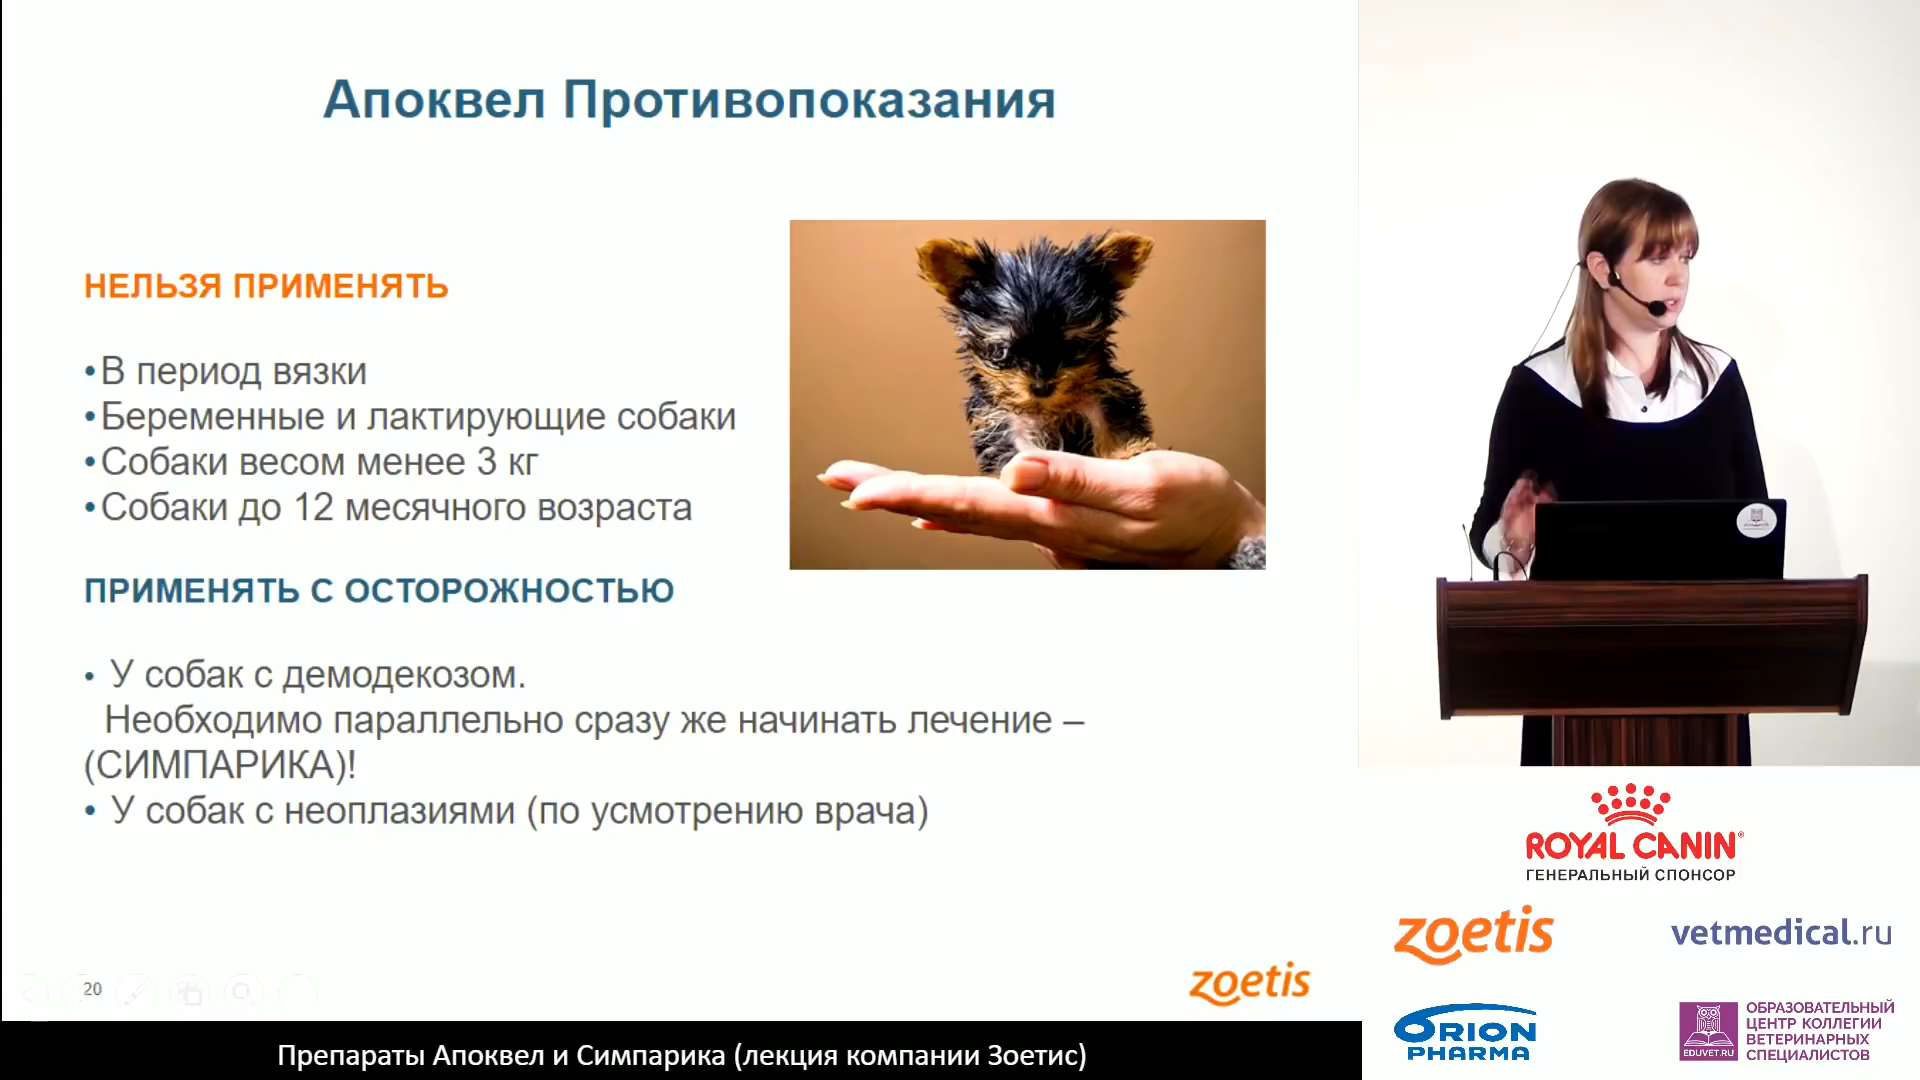 Апоквел Противопоказания
НЕЛЬЗЯ ПРИМЕНЯТЬ
•В период вязки
•Беременные и лактирующие собаки
•Собаки весом менее 3 кг
•Собаки до 12 месячного возраста
ПРИМЕНЯТЬ С ОСТОРОЖНОСТЬЮ
• У собак с демодекозом.
Необходимо параллельно сразу же начинать лечение –
(СИМПАРИКА)!
• У собак с неоплазиями (по усмотрению врача)
20
zoetis
Препараты Апоквел и Симпарика (лекция компании Зоетис)
ROYAL CANIN®
ГЕНЕРАЛЬНЫЙ СПОНСОР
zoetis
vetmedical.ru
ORION
PHARMA
EDUVET.RU
ОБРАЗОВАТЕЛЬНЫЙ
ЦЕНТР КОЛЛЕГИИ
ВЕТЕРИНАРНЫХ
СПЕЦИАЛИСТОВ